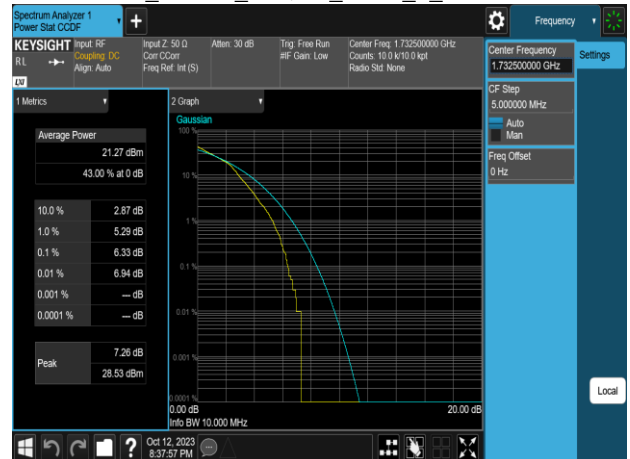 Spectrum Analyzer 1
Power Stat CCDF
Frequency
KEYSIGHT
RL
LXI
Input: RF
Coupling: DC
Align: Auto
Input Z: 50 Ω
Corr CCorr
Freq Ref: Int (S)
Atten: 30 dB
Trig: Free Run
#IF Gain: Low
Center Freq: 1.732500000 GHz
Counts: 10.0 k/10.0 kpt
Radio Std: None
Center Frequency
1.732500000 GHz
Settings
CF Step
5.000000 MHz
Auto
Man
Freq Offset
0 Hz
1 Metrics
Average Power
21.27 dBm
43.00 % at 0 dB
10.0 % 2.87 dB
1.0 % 5.29 dB
0.1 % 6.33 dB
0.01 % 6.94 dB
0.001 % --- dB
0.0001 % --- dB
Peak 7.26 dB
28.53 dBm
2 Graph
Gaussian
100 %
10 %
1 %
0.1 %
0.01 %
0.001 %
0.0001 %
0.00 dB 20.00 dB
Info BW 10.000 MHz
Local
Oct 12, 2023
8:37:57 PM